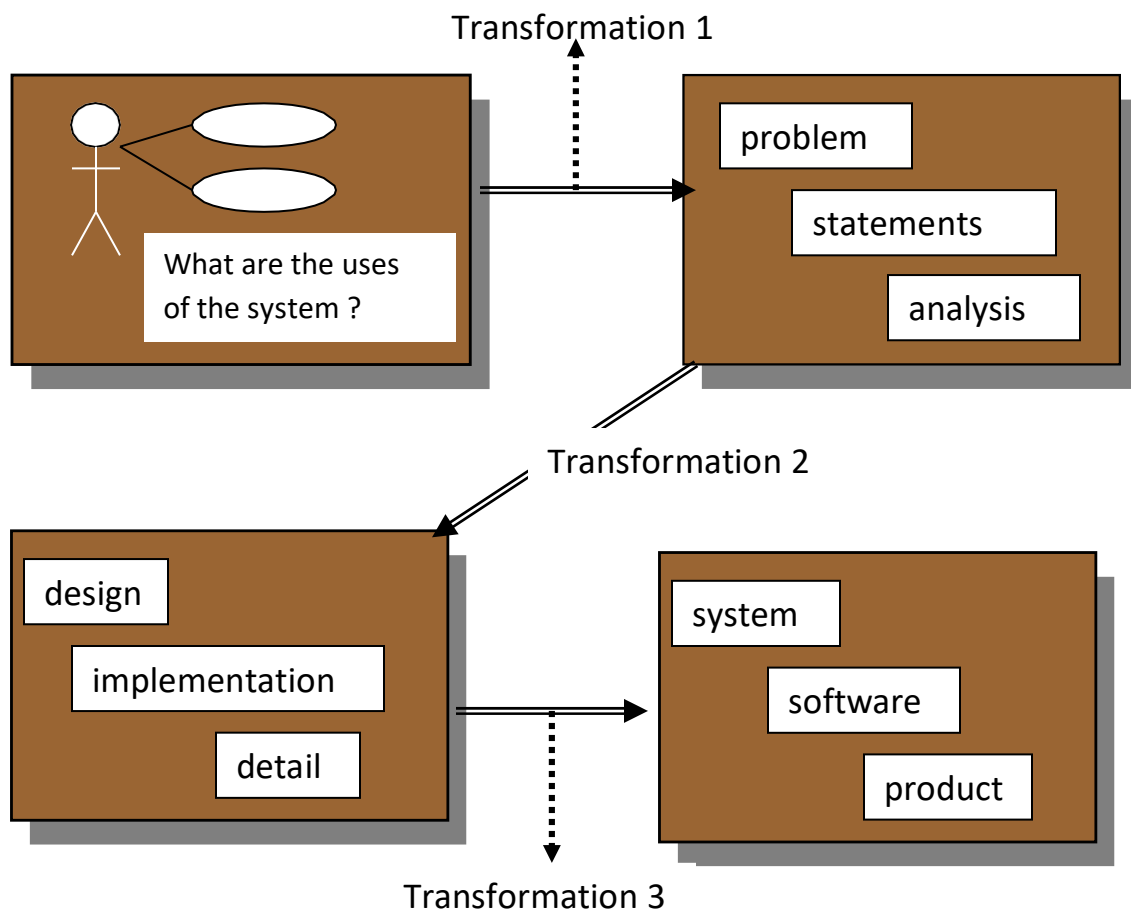 Transformation 1
problem
statements
analysis
What are the uses
of the system ?
Transformation 2
design
implementation
detail
system
software
product
Transformation 3